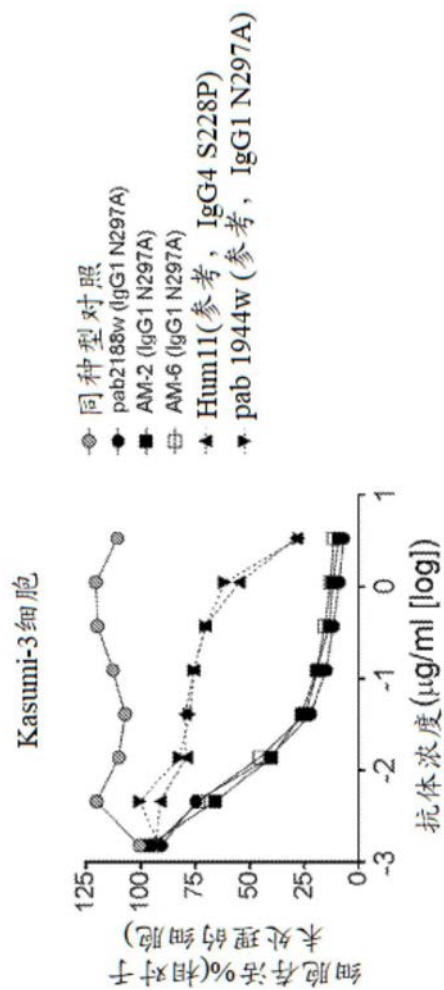 Kasumi-3细胞
细胞存活%(相对于
未处理的细胞)
125
100
75
50
25
0
-3
-2
-1
0
1
抗体浓度(µg/ml [log])
同种型对照
pab2188w (IgG1 N297A)
AM-2 (IgG1 N297A)
AM-6 (IgG1 N297A)
Hum11(参考, IgG4 S228P)
pab 1944w (参考, IgG1 N297A)